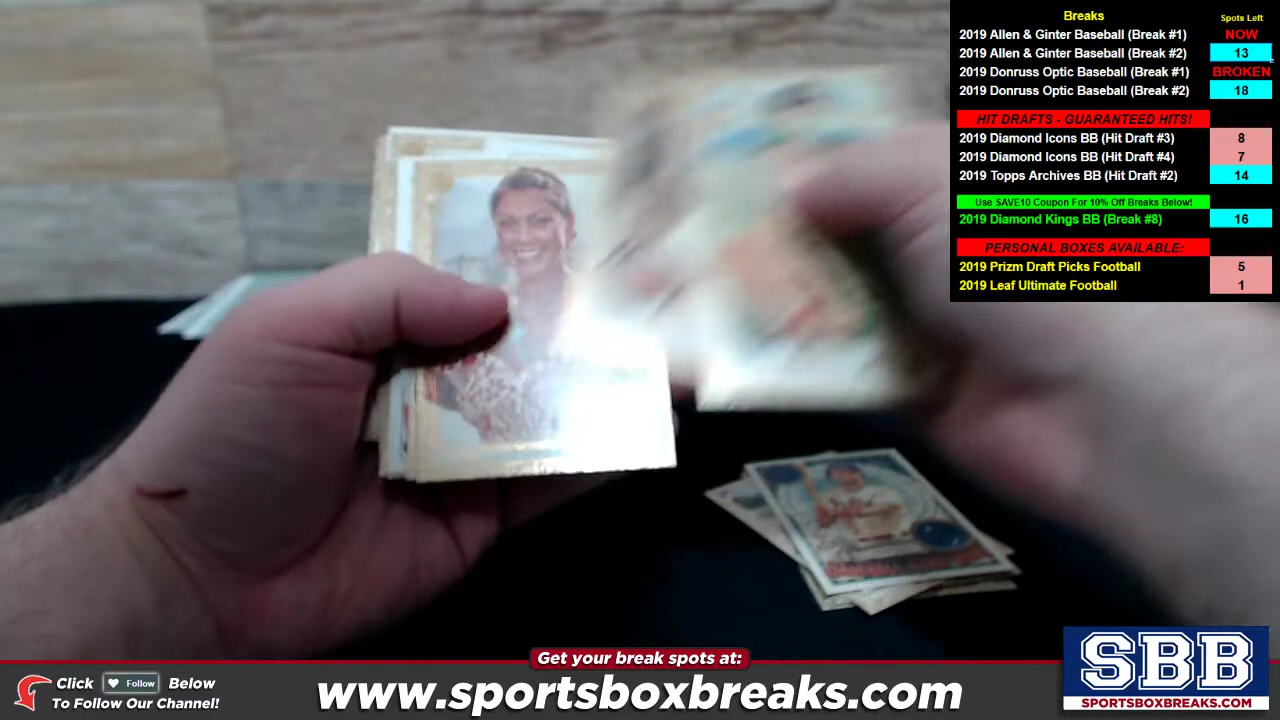 Breaks
Spots Left
2019 Allen & Ginter Baseball (Break #1) NOW
2019 Allen & Ginter Baseball (Break #2) 13
2019 Donruss Optic Baseball (Break #1) BROKEN
2019 Donruss Optic Baseball (Break #2) 18
HIT DRAFTS - GUARANTEED HITS!
2019 Diamond Icons BB (Hit Draft #3) 8
2019 Diamond Icons BB (Hit Draft #4) 7
2019 Topps Archives BB (Hit Draft #2) 14
Use SAVE10 Coupon For 10% Off Breaks Below!
2019 Diamond Kings BB (Break #8) 16
PERSONAL BOXES AVAILABLE:
2019 Prizm Draft Picks Football 5
2019 Leaf Ultimate Football 1
Get your break spots at:
Click Follow Below
To Follow Our Channel!
www.sportsboxbreaks.com
SBB
SPORTSBOXBREAKS.COM